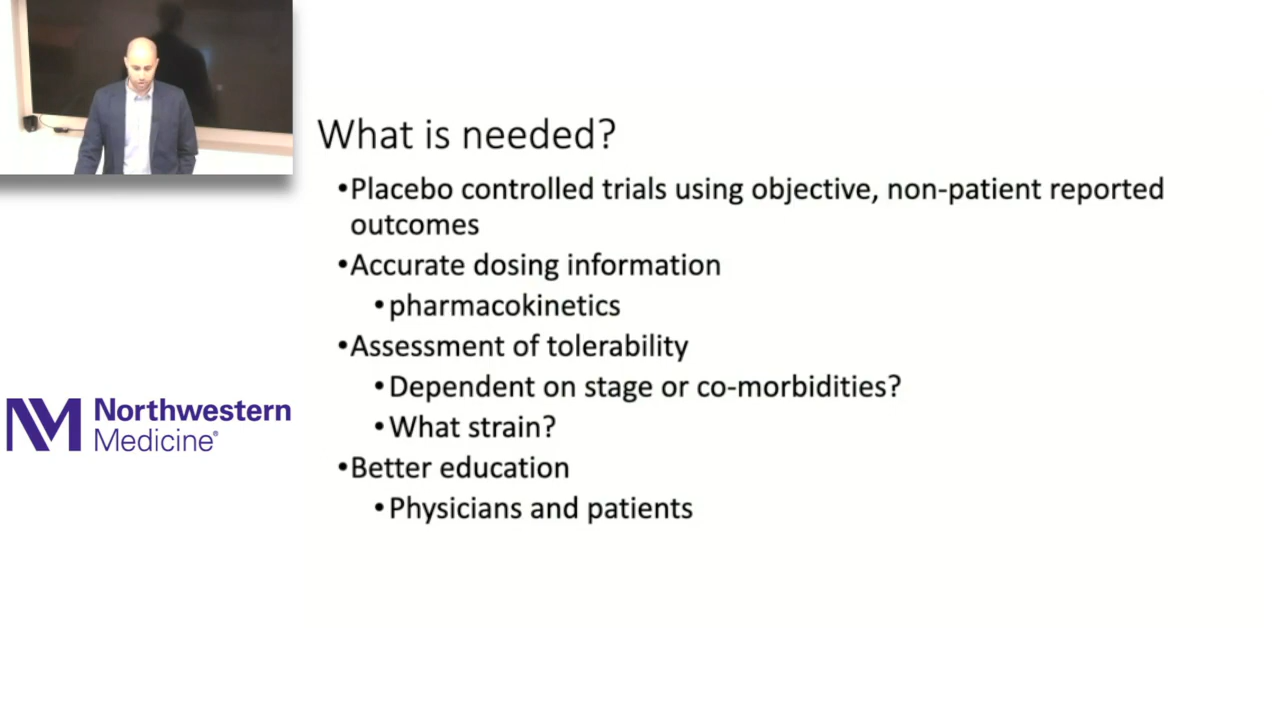 What is needed?
•Placebo controlled trials using objective, non-patient reported
outcomes
•Accurate dosing information
•pharmacokinetics
•Assessment of tolerability
•Dependent on stage or co-morbidities?
•What strain?
•Better education
•Physicians and patients
Northwestern
Medicine®